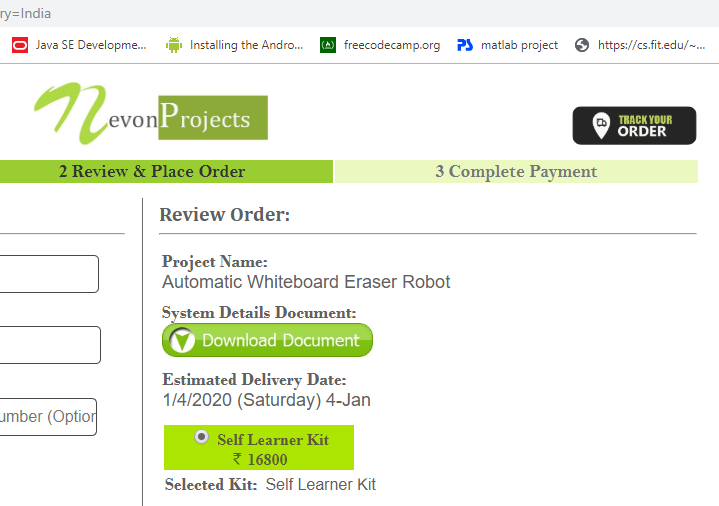 ry=India
Java SE Developme... Installing the Andro... freecodecamp.org matlab project https://cs.fit.edu/~...
NevonProjects
TRACK YOUR
ORDER
2 Review & Place Order 3 Complete Payment
Review Order:
Project Name:
Automatic Whiteboard Eraser Robot
System Details Document:
Download Document
Estimated Delivery Date:
1/4/2020 (Saturday) 4-Jan
umber (Option
Self Learner Kit
₹ 16800
Selected Kit: Self Learner Kit